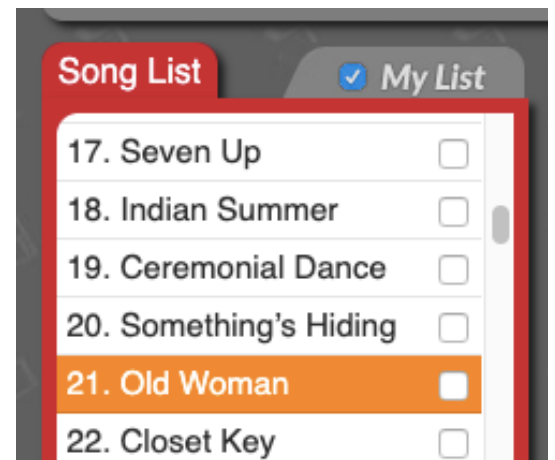 Song List
My List
17. Seven Up
18. Indian Summer
19. Ceremonial Dance
20. Something's Hiding
21. Old Woman
22. Closet Key